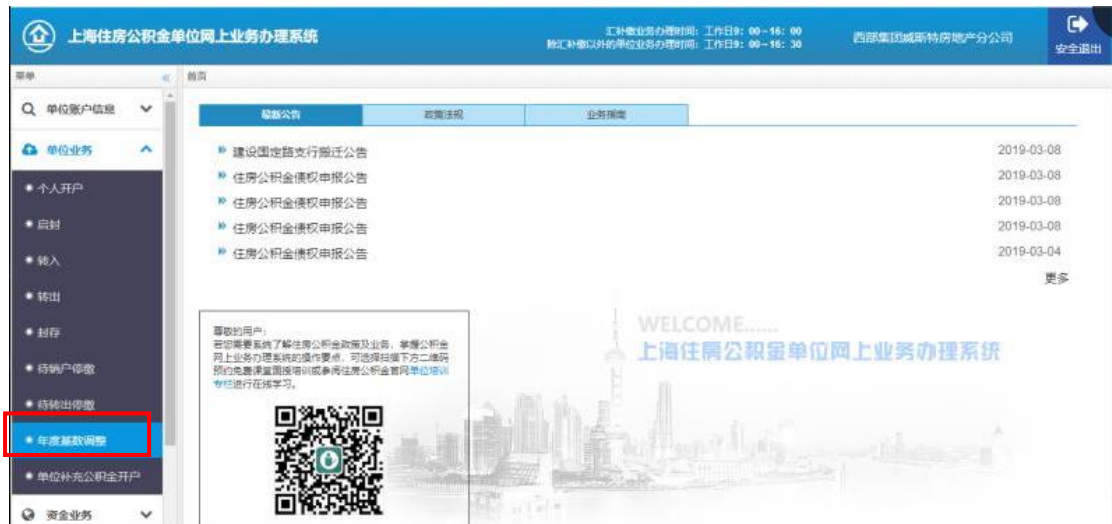 上海住房公积金单位网上业务办理系统
汇补缴业务办理时间：工作日9：00-16：00
除汇补缴以外的单位业务办理时间：工作日9：00-16：30
西部集团威斯特房地产分公司
安全退出
菜单
首页
单位账户信息
单位业务
个人开户
启封
转入
转出
封存
待销户停缴
待转出停缴
年度基数调整
单位补充公积金开户
资金业务
最新公告
政策法规
业务指南
建设国定路支行搬迁公告 2019-03-08
住房公积金债权申报公告 2019-03-08
住房公积金债权申报公告 2019-03-08
住房公积金债权申报公告 2019-03-08
住房公积金债权申报公告 2019-03-04
更多
尊敬的用户：
若您需要系统了解住房公积金政策及业务，掌握公积金
网上业务办理系统的操作要点，可选择扫描下方二维码
预约免费课堂面授培训或参阅住房公积金官网单位培训
专栏进行在线学习。
WELCOME......
上海住房公积金单位网上业务办理系统